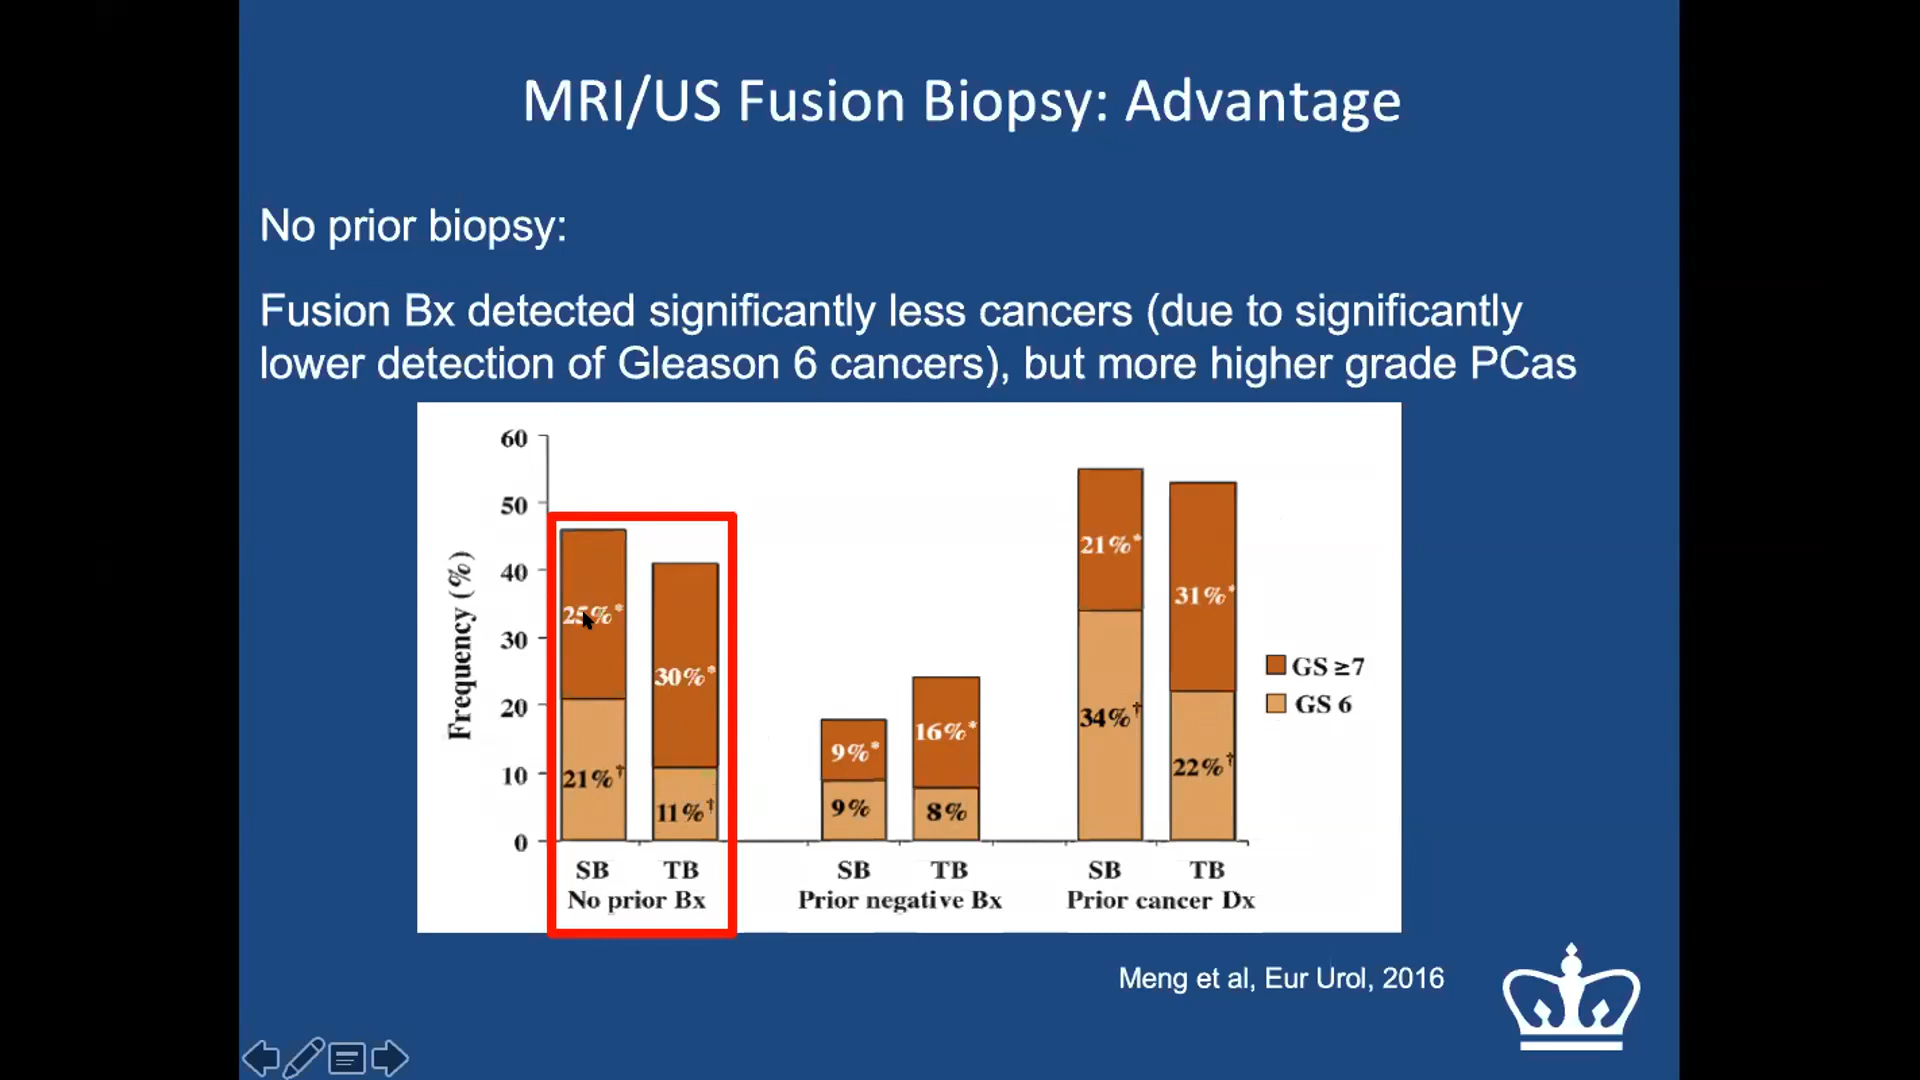 MRI/US Fusion Biopsy: Advantage
No prior biopsy:
Fusion Bx detected significantly less cancers (due to significantly
lower detection of Gleason 6 cancers), but more higher grade PCas
Frequency (%)
60
50
40
30
20
10
0
25%*
21%†
30%*
11%†
9%*
9%
16%*
8%
21%*
34%†
31%*
22%†
GS ≥7
GS 6
SB TB SB TB SB TB
No prior Bx Prior negative Bx Prior cancer Dx
Meng et al, Eur Urol, 2016